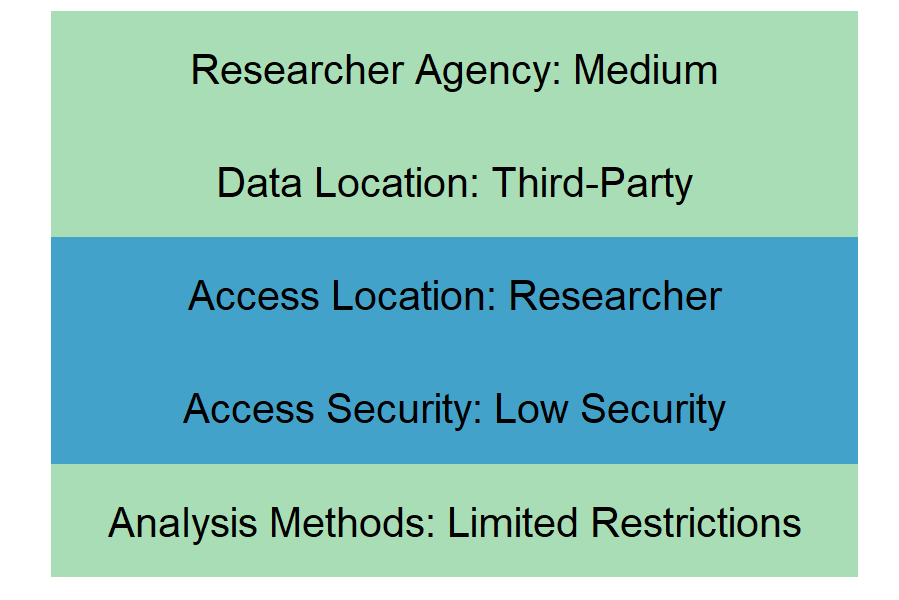 Researcher Agency: Medium
Data Location: Third-Party
Access Location: Researcher
Access Security: Low Security
Analysis Methods: Limited Restrictions